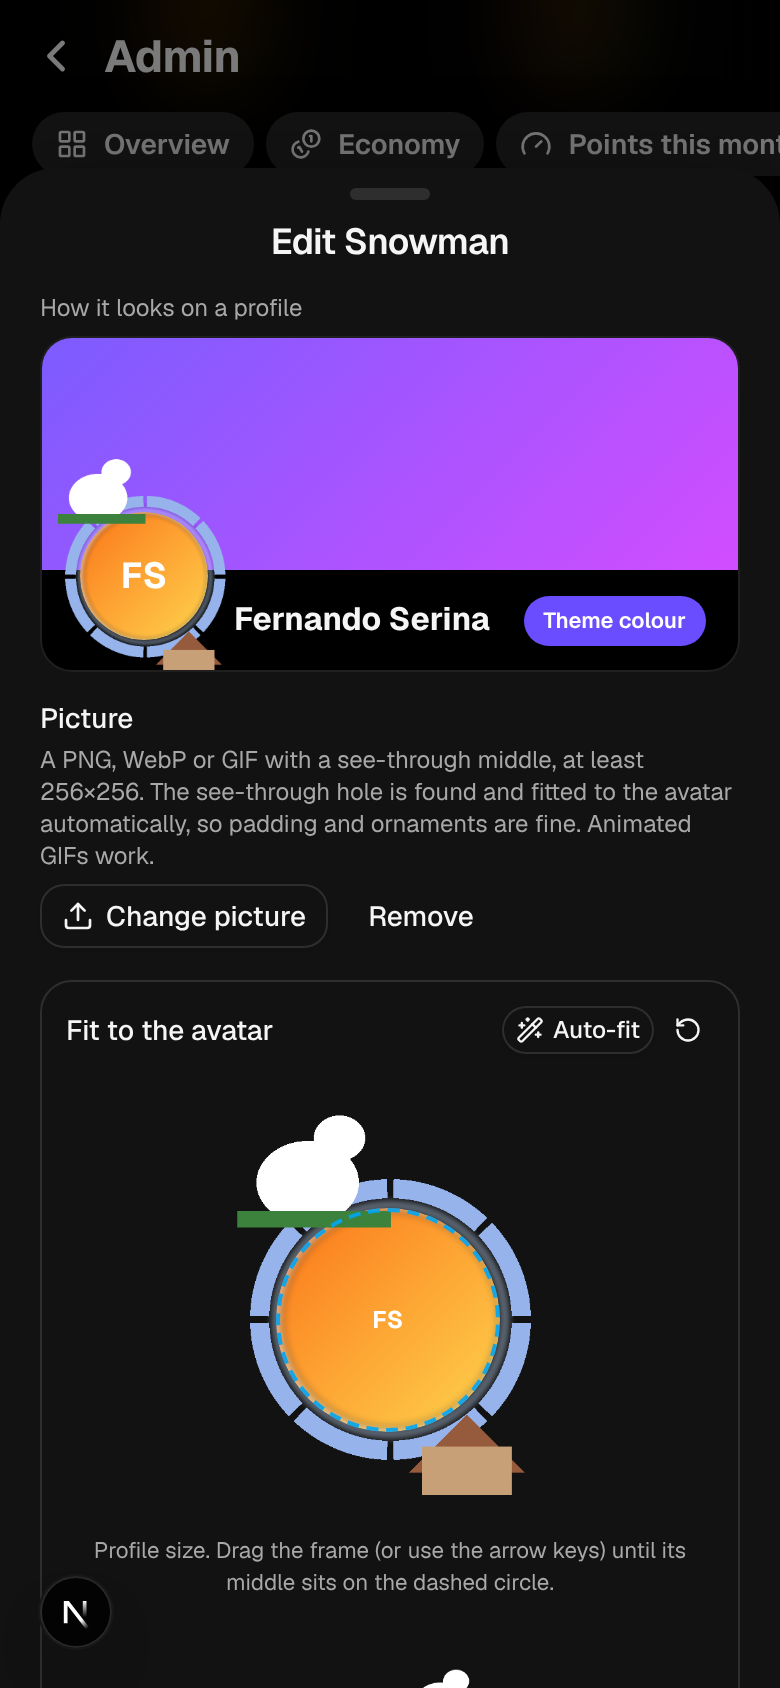 Admin
Overview
Economy
Points this mont
Edit Snowman
How it looks on a profile
FS
Fernando Serina
Theme colour
Picture
A PNG, WebP or GIF with a see-through middle, at least
256×256. The see-through hole is found and fitted to the avatar
automatically, so padding and ornaments are fine. Animated
GIFs work.
Change picture
Remove
Fit to the avatar
Auto-fit
FS
Profile size. Drag the frame (or use the arrow keys) until its
middle sits on the dashed circle.
N